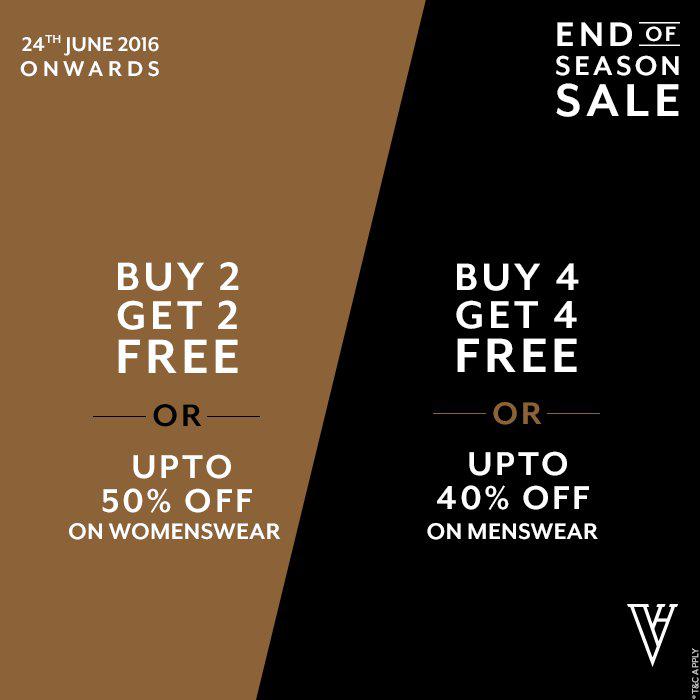 24TH JUNE 2016
ONWARDS
END OF
SEASON
SALE
BUY 2
GET 2
FREE
OR
UPTO
50% OFF
ON WOMENSWEAR
BUY 4
GET 4
FREE
OR
UPTO
40% OFF
ON MENSWEAR
VH
*T&C APPLY